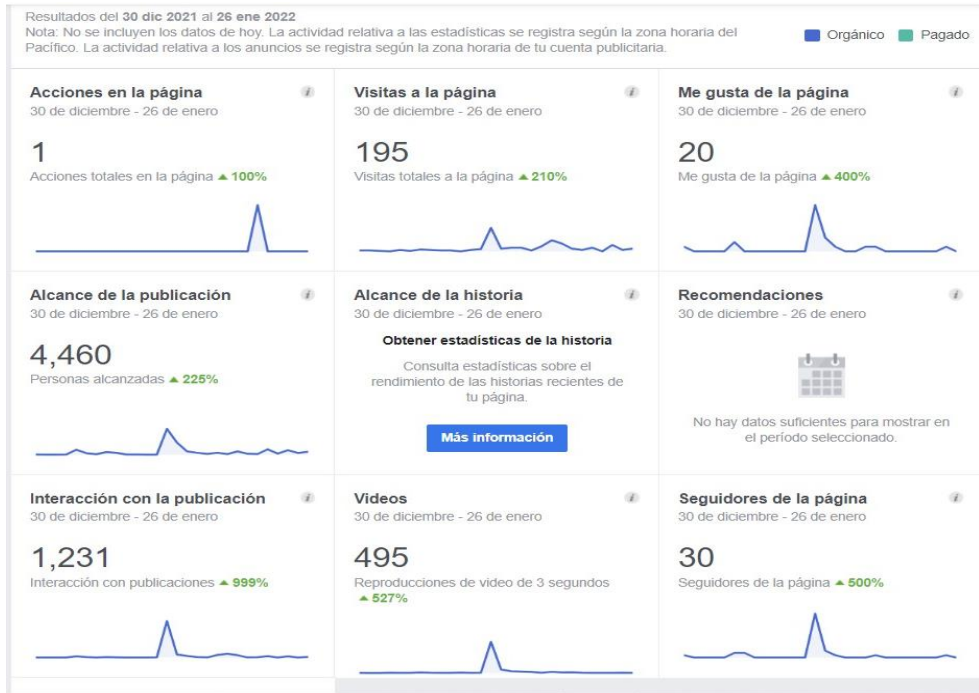 Resultados del 30 dic 2021 al 26 ene 2022
Nota: No se incluyen los datos de hoy. La actividad relativa a las estadísticas se registra según la zona horaria del
Pacífico. La actividad relativa a los anuncios se registra según la zona horaria de tu cuenta publicitaria.
Orgánico Pagado
Acciones en la página
30 de diciembre - 26 de enero
1
Acciones totales en la página ▲ 100%
Visitas a la página
30 de diciembre - 26 de enero
195
Visitas totales a la página ▲ 210%
Me gusta de la página
30 de diciembre - 26 de enero
20
Me gusta de la página ▲ 400%
Alcance de la publicación
30 de diciembre - 26 de enero
4,460
Personas alcanzadas ▲ 225%
Alcance de la historia
30 de diciembre - 26 de enero
Obtener estadísticas de la historia
Consulta estadísticas sobre el
rendimiento de las historias recientes de
tu página.
Más información
Recomendaciones
30 de diciembre - 26 de enero
No hay datos suficientes para mostrar en
el período seleccionado.
Interacción con la publicación
30 de diciembre - 26 de enero
1,231
Interacción con publicaciones ▲ 999%
Videos
30 de diciembre - 26 de enero
495
Reproducciones de video de 3 segundos
▲ 527%
Seguidores de la página
30 de diciembre - 26 de enero
30
Seguidores de la página ▲ 500%